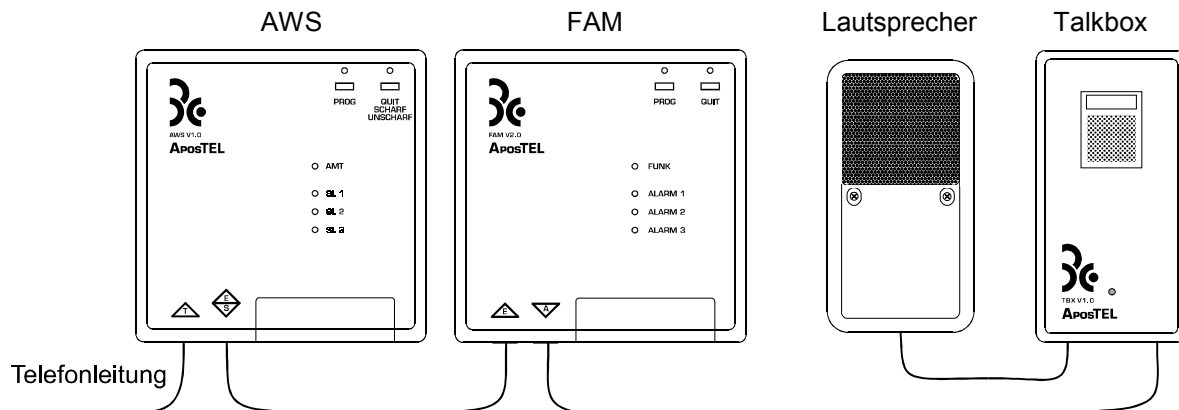 AWS
FAM
Lautsprecher
Talkbox
PROG
QUIT
SCHARF
UNSCHARF
AWS V1.0
APOSTEL
AMT
SL 1
SL 2
SL 3
T
E
S
PROG
QUIT
FAM V2.0
APOSTEL
FUNK
ALARM 1
ALARM 2
ALARM 3
E
A
TBX V1.0
APOSTEL
Telefonleitung